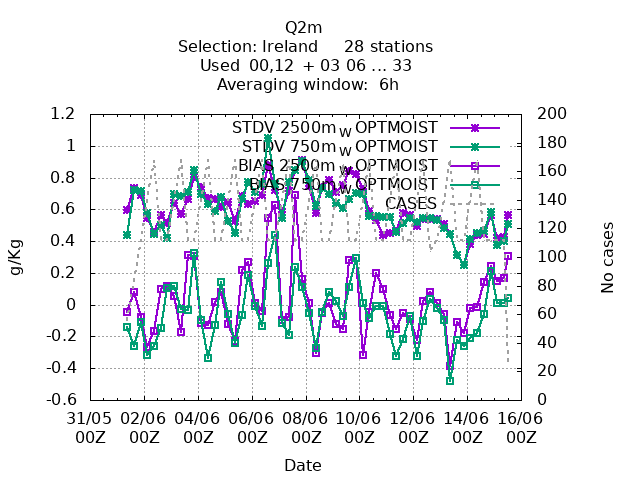 Q2m
Selection: Ireland 28 stations
Used 00,12 + 03 06 ... 33
Averaging window: 6h
STDV 2500m_W OPTMOIST
STDV 750m_W OPTMOIST
BIAS 2500m_W OPTMOIST
BIAS 750m_W OPTMOIST
CASES
1.2
1
0.8
0.6
0.4
0.2
0
-0.2
-0.4
-0.6
g/Kg
200
180
160
140
120
100
80
60
40
20
0
No cases
31/05 02/06 04/06 06/06 08/06 10/06 12/06 14/06 16/06
00Z 00Z 00Z 00Z 00Z 00Z 00Z 00Z 00Z
Date